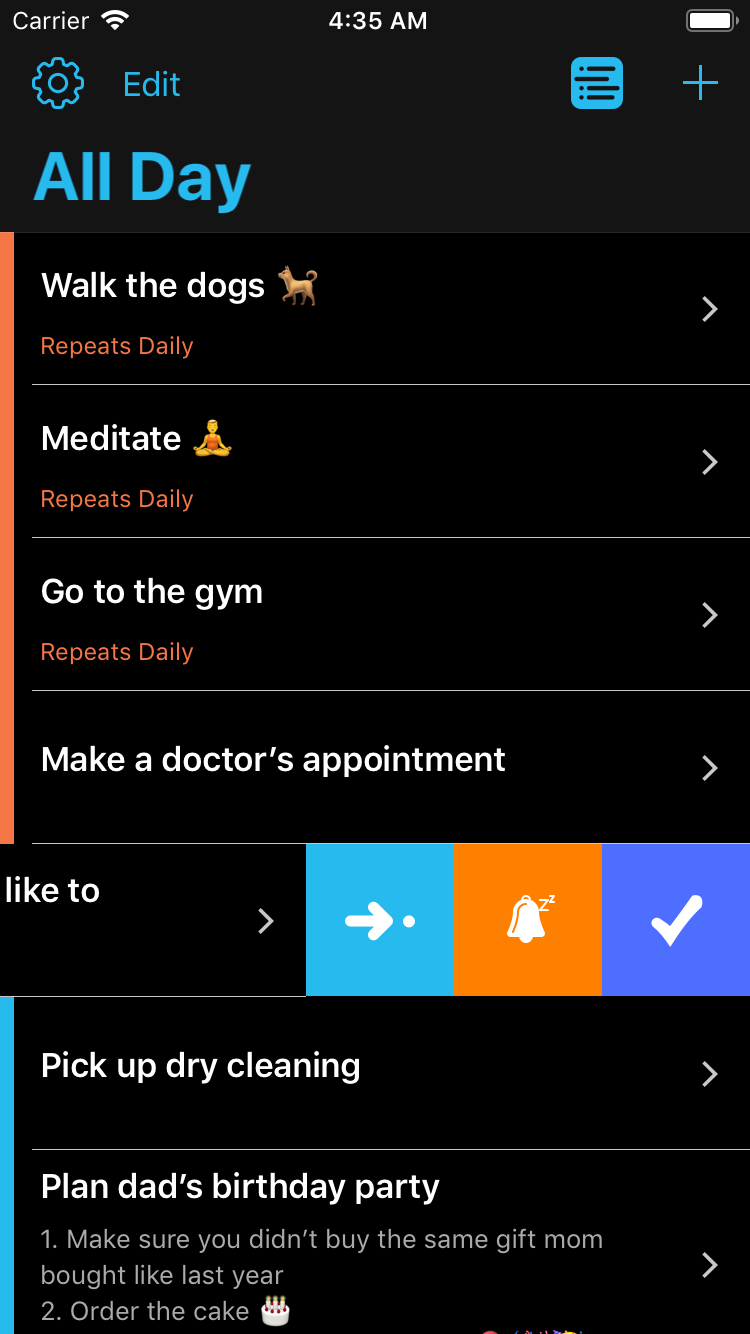 Carrier 4:35 AM
Edit
All Day
Walk the dogs 🐕
Repeats Daily
Meditate 🧘
Repeats Daily
Go to the gym
Repeats Daily
Make a doctor’s appointment
like to
zz
Pick up dry cleaning
Plan dad’s birthday party
1. Make sure you didn’t buy the same gift mom
bought like last year
2. Order the cake 🎂